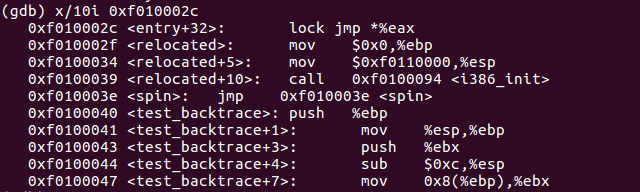 (gdb) x/10i 0xf010002c
0xf010002c <entry+32>: lock jmp *%eax
0xf010002f <relocated>: mov $0x0,%ebp
0xf0100034 <relocated+5>: mov $0xf0110000,%esp
0xf0100039 <relocated+10>: call 0xf0100094 <i386_init>
0xf010003e <spin>: jmp 0xf010003e <spin>
0xf0100040 <test_backtrace>: push %ebp
0xf0100041 <test_backtrace+1>: mov %esp,%ebp
0xf0100043 <test_backtrace+3>: push %ebx
0xf0100044 <test_backtrace+4>: sub $0xc,%esp
0xf0100047 <test_backtrace+7>: mov 0x8(%ebp),%ebx